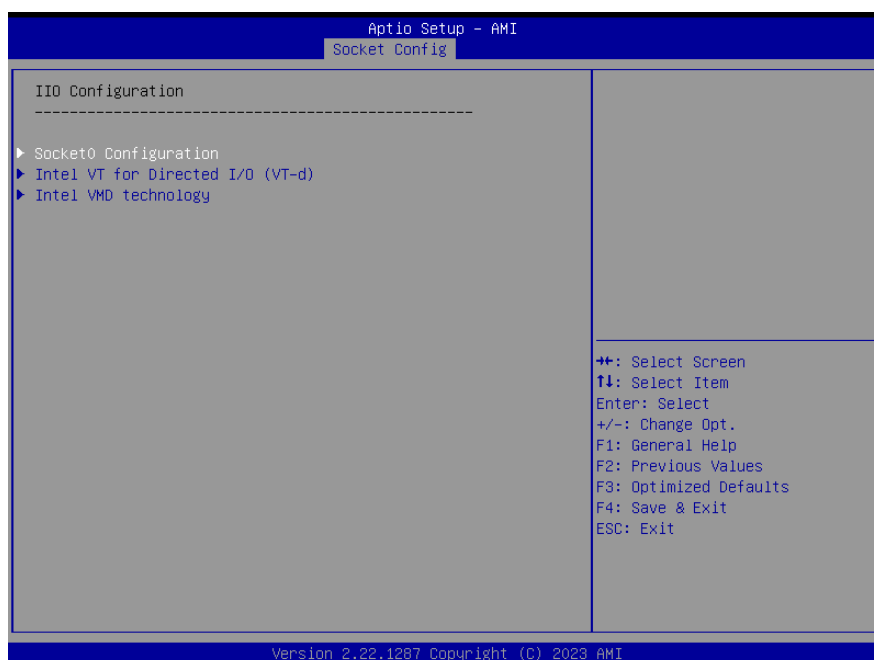 Aptio Setup – AMI
Socket Config
IIO Configuration
--------------------------------------------------
Socket0 Configuration
Intel VT for Directed I/O (VT-d)
Intel VMD technology
→←: Select Screen
↑↓: Select Item
Enter: Select
+/-: Change Opt.
F1: General Help
F2: Previous Values
F3: Optimized Defaults
F4: Save & Exit
ESC: Exit
Version 2.22.1287 Copyright (C) 2023 AMI